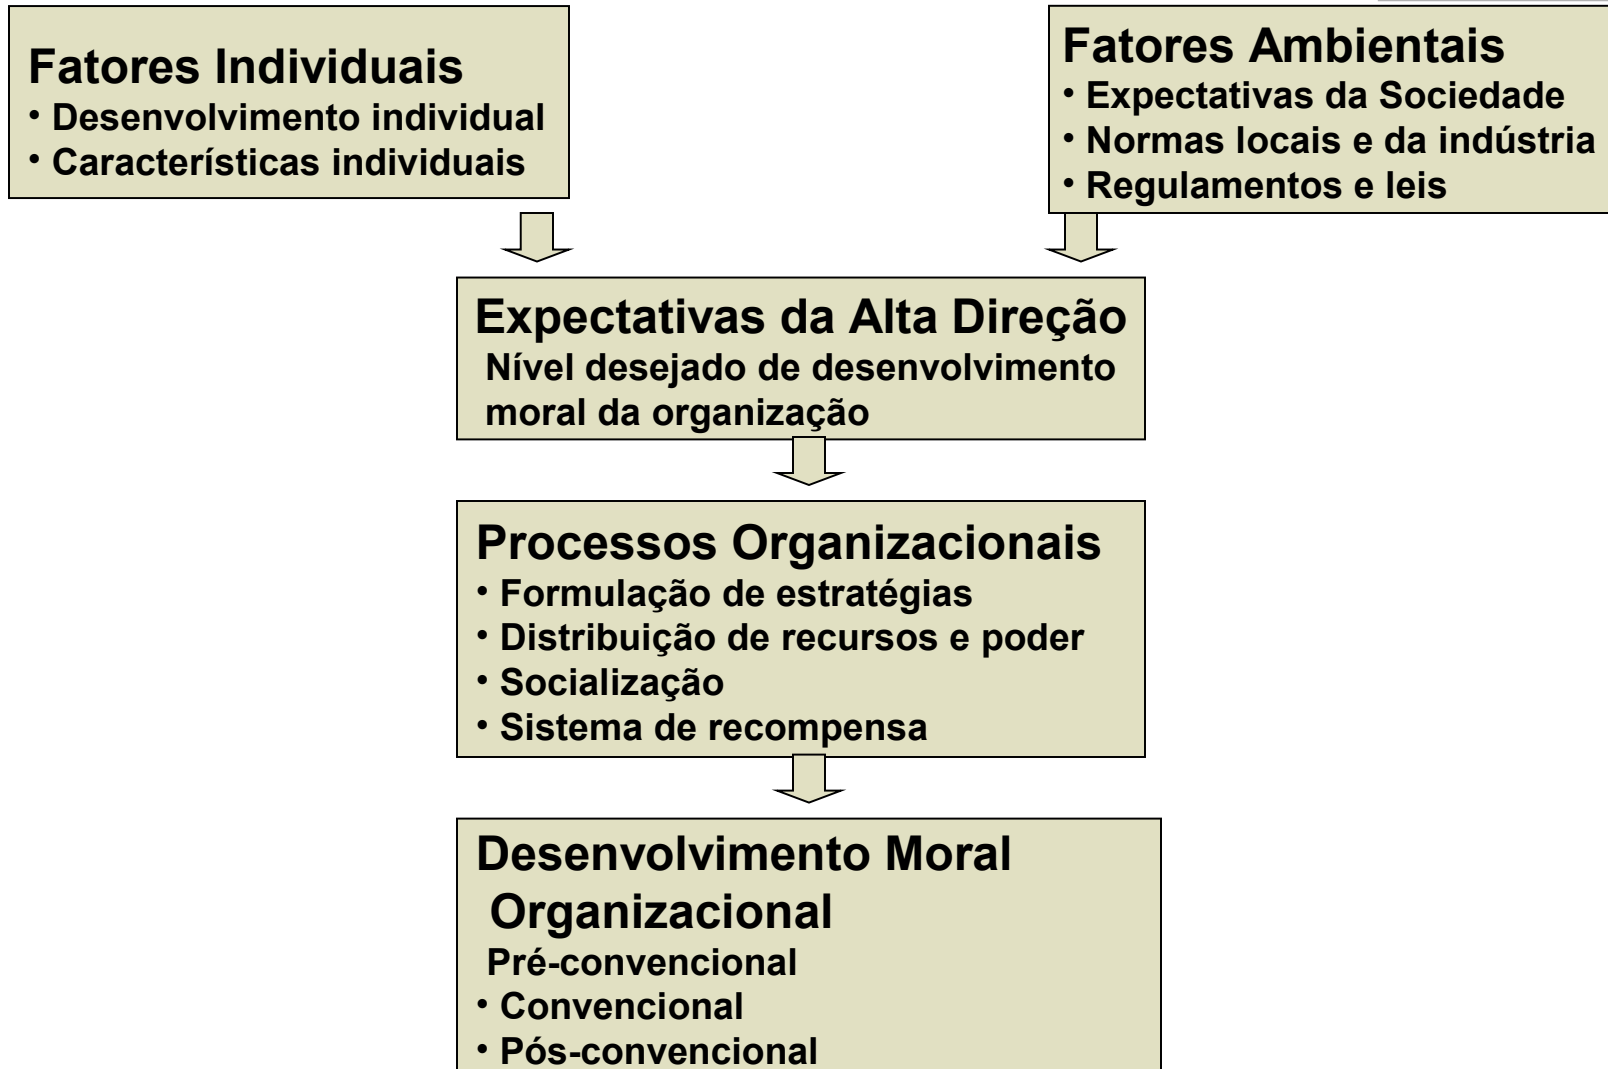 Fatores Individuais
• Desenvolvimento individual
• Características individuais
Fatores Ambientais
• Expectativas da Sociedade
• Normas locais e da indústria
• Regulamentos e leis
Expectativas da Alta Direção
Nível desejado de desenvolvimento
moral da organização
Processos Organizacionais
• Formulação de estratégias
• Distribuição de recursos e poder
• Socialização
• Sistema de recompensa
Desenvolvimento Moral
Organizacional
Pré-convencional
• Convencional
• Pós-convencional